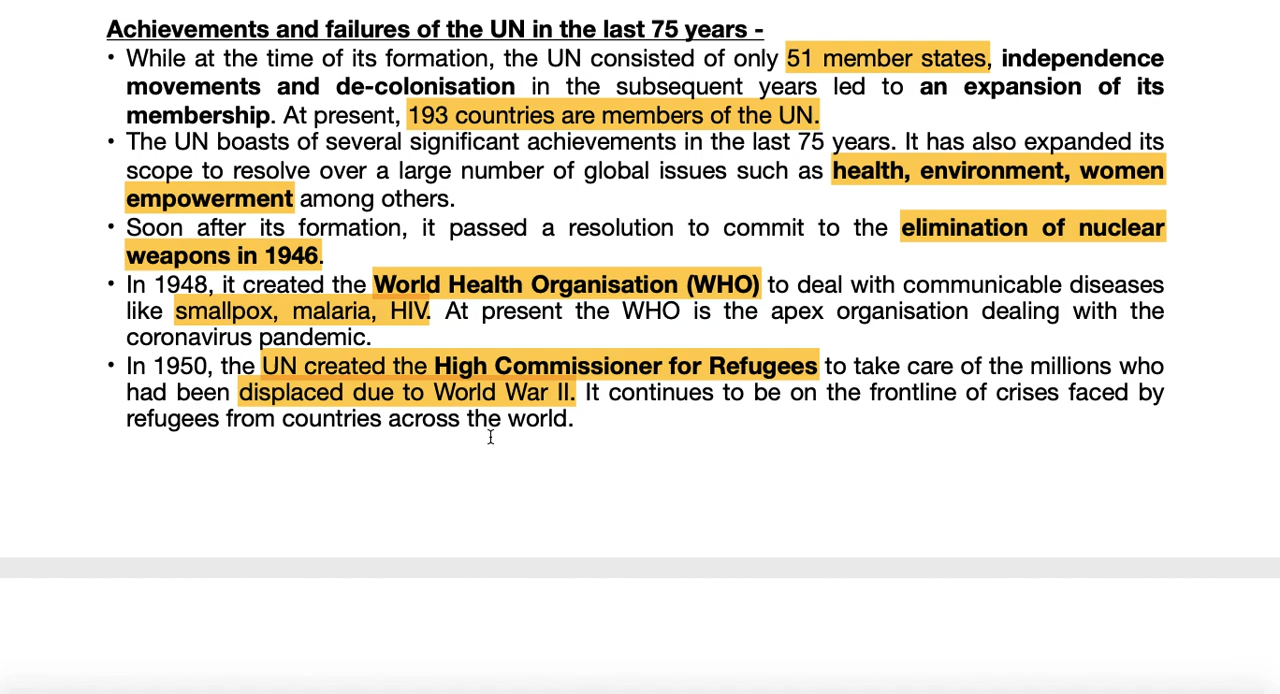 Achievements and failures of the UN in the last 75 years -
• While at the time of its formation, the UN consisted of only 51 member states, independence
movements and de-colonisation in the subsequent years led to an expansion of its
membership. At present, 193 countries are members of the UN.
• The UN boasts of several significant achievements in the last 75 years. It has also expanded its
scope to resolve over a large number of global issues such as health, environment, women
empowerment among others.
• Soon after its formation, it passed a resolution to commit to the elimination of nuclear
weapons in 1946.
• In 1948, it created the World Health Organisation (WHO) to deal with communicable diseases
like smallpox, malaria, HIV. At present the WHO is the apex organisation dealing with the
coronavirus pandemic.
• In 1950, the UN created the High Commissioner for Refugees to take care of the millions who
had been displaced due to World War II. It continues to be on the frontline of crises faced by
refugees from countries across the world.